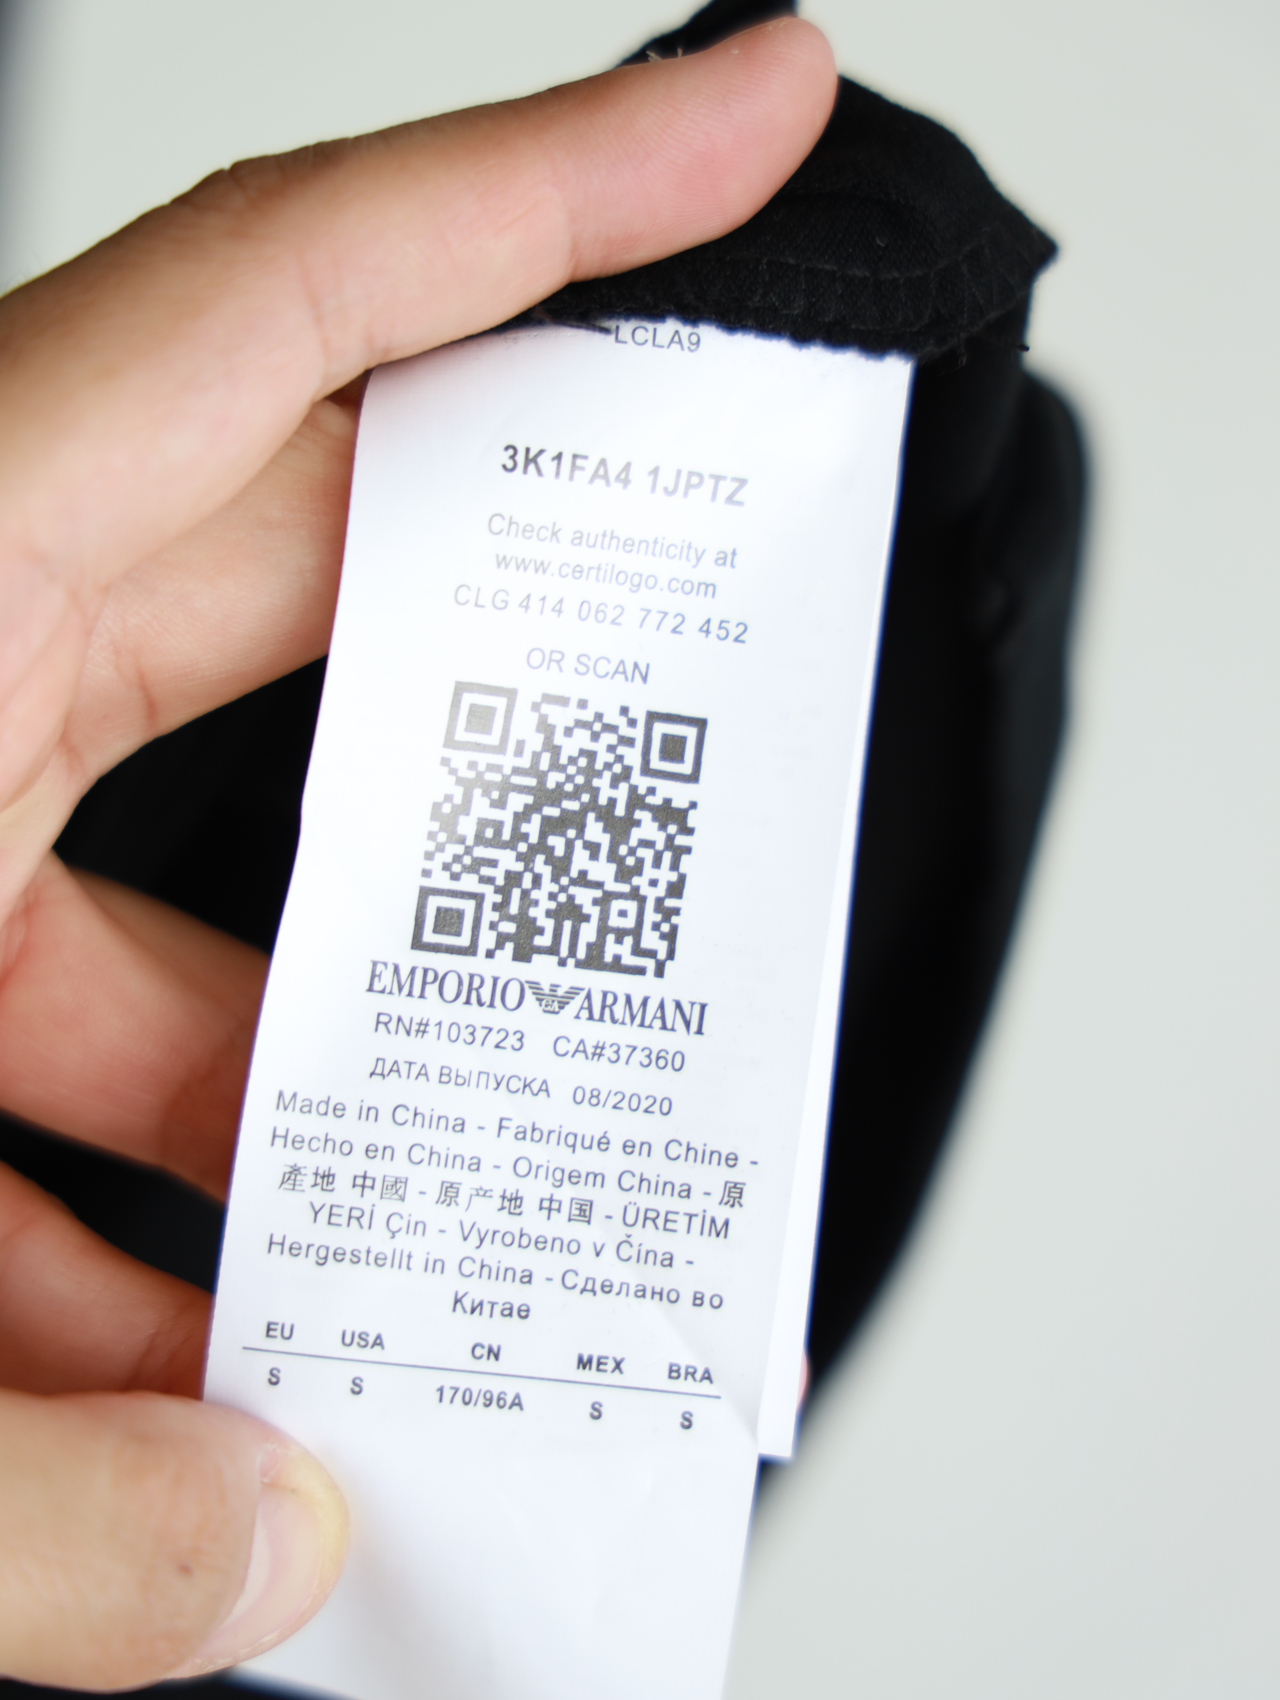 LCLA9
3K1FA4 1JPTZ
Check authenticity at
www.certilogo.com
CLG 414 062 772 452
OR SCAN
EMPORIO GA ARMANI
RN#103723 CA#37360
ДАТА ВЫПУСКА 08/2020
Made in China - Fabriqué en Chine -
Hecho en China - Origem China - 原
產地 中國 - 原产地 中国 - ÜRETİM
YERİ Çin - Vyrobeno v Čína -
Hergestellt in China - Сделано во
Китае
EU USA CN MEX BRA
S S 170/96A S S